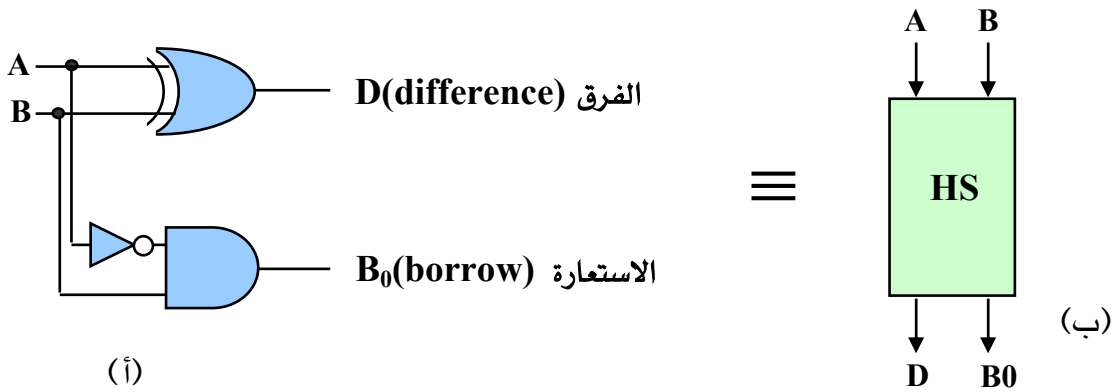 A
B
D(difference) الفرق
B₀(borrow) الاستعارة
(أ)
≡
A B
HS
D B0
(ب)